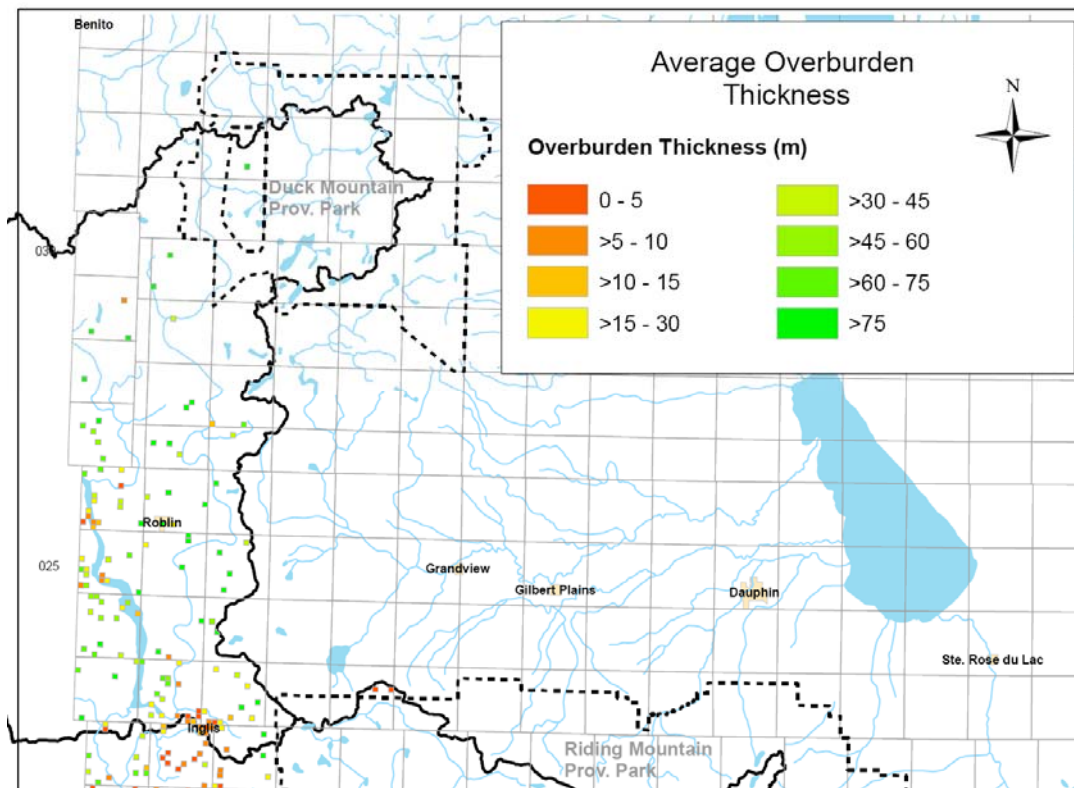 Benito
Average Overburden
Thickness
N
Overburden Thickness (m)
0 - 5
>5 - 10
>10 - 15
>15 - 30
>30 - 45
>45 - 60
>60 - 75
>75
Duck Mountain
Prov. Park
Roblin
025
Grandview
Gilbert Plains
Dauphin
Ste. Rose du Lac
Inglis
Riding Mountain
Prov. Park